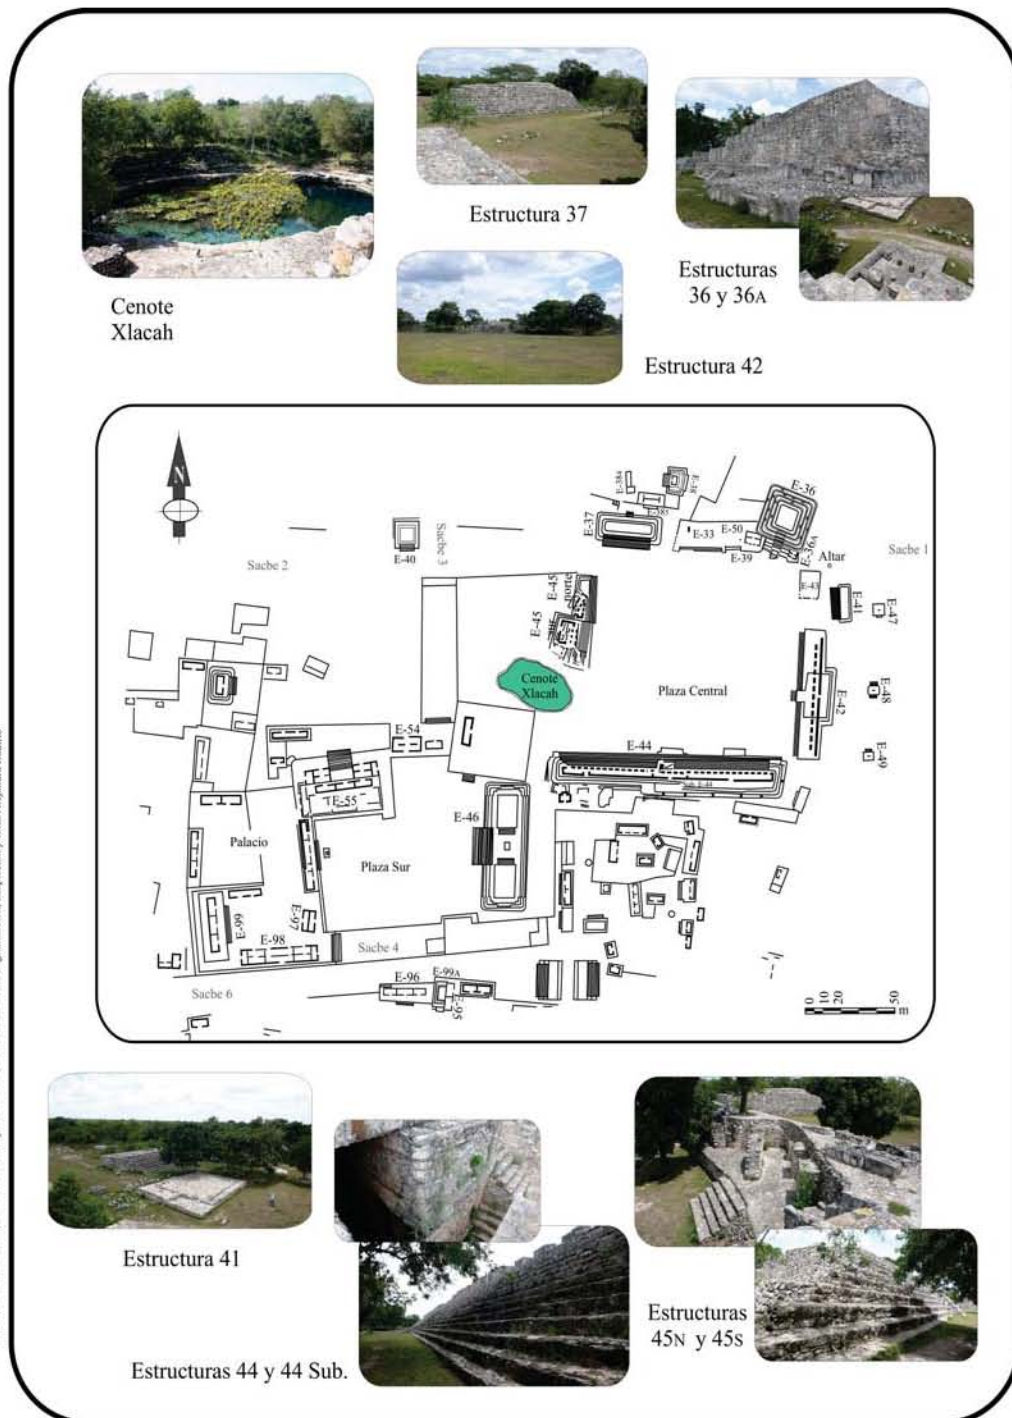 Estructura 37
Estructuras
36 y 36A
Cenote
Xlacah
Estructura 42
N
E-38
E-36
E-37
E-33
E-50
E-39
E-36A
Altar
Sacbe 1
E-40
Sacbe 3
Sacbe 2
E-43
E-41
E-47
E-45
norte
E-45
Cenote
Xlacah
Plaza Central
E-42
E-48
E-49
E-54
E-44
E-55
E-46
Palacio
Plaza Sur
E-99
E-97
E-98
Sacbe 4
Sacbe 6
E-96
E-99A
E-95
0 10 20 50
m
Estructura 41
Estructuras 44 y 44 Sub.
Estructuras
45N y 45S